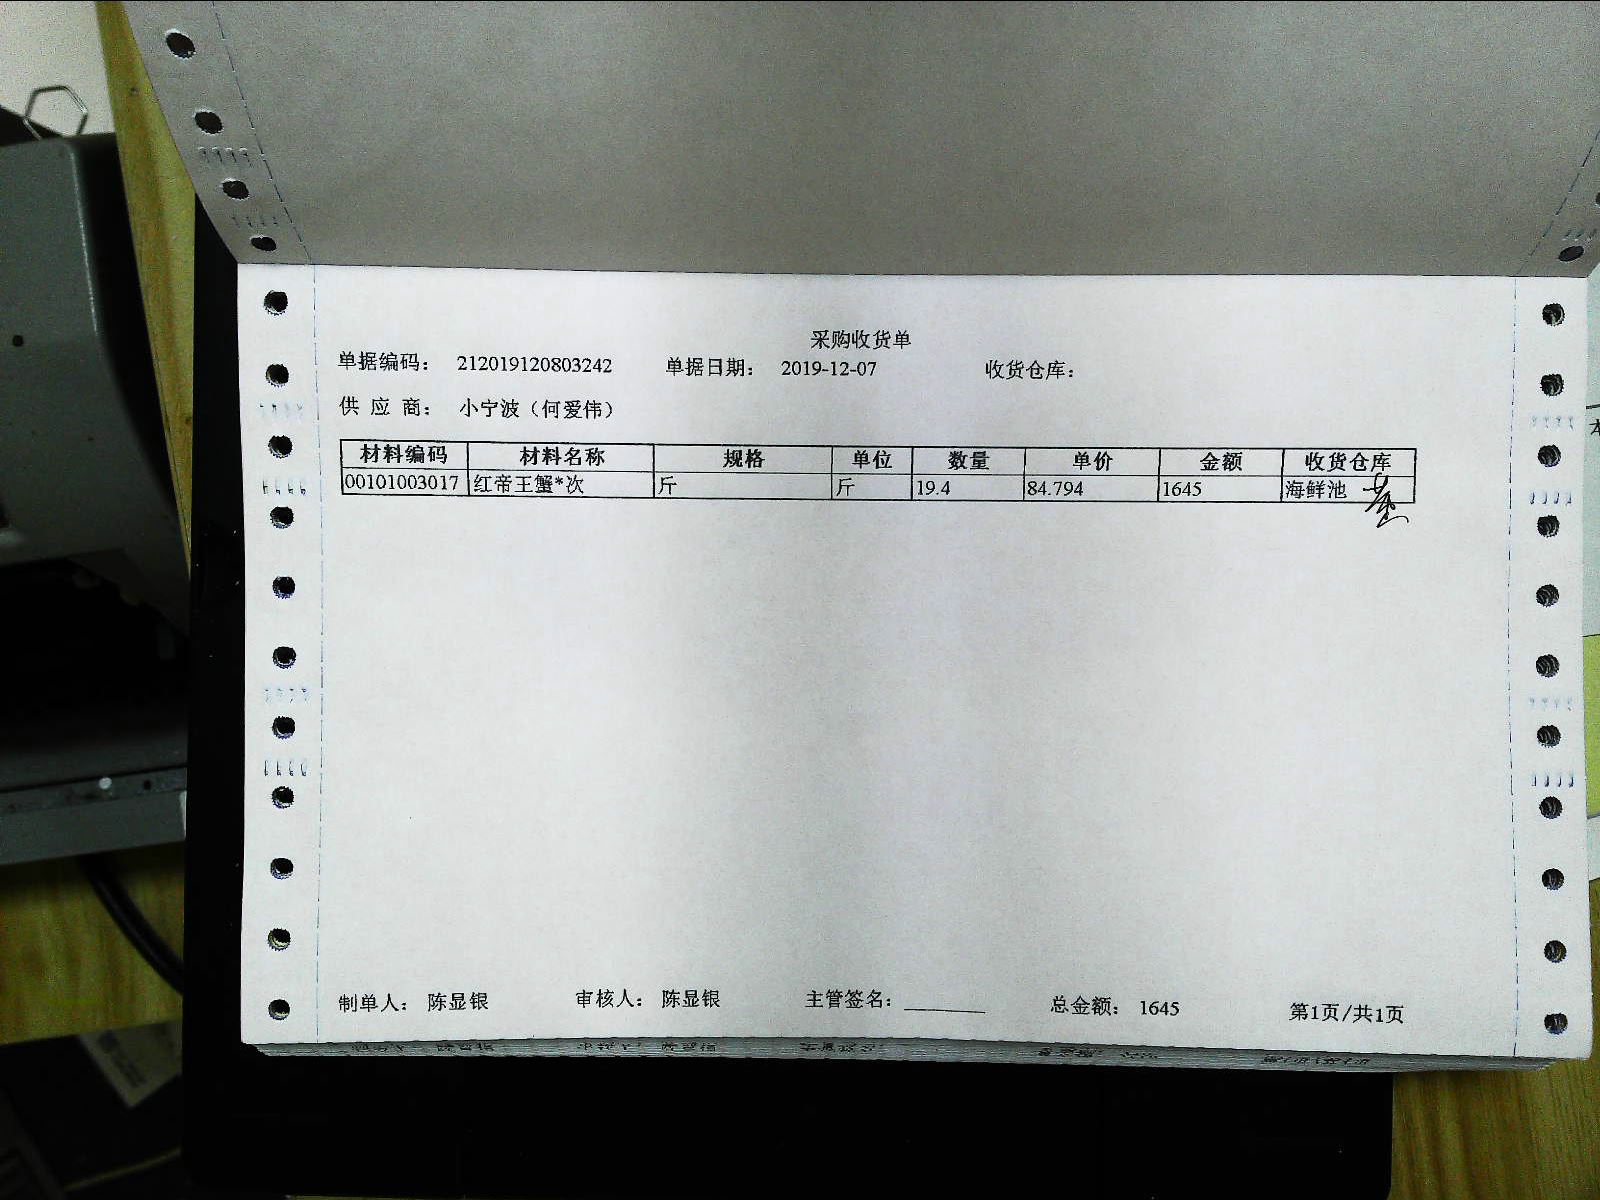 采购收货单
单据编码： 212019120803242 单据日期： 2019-12-07 收货仓库：
供 应 商： 小宁波（何爱伟）
材料编码 材料名称 规格 单位 数量 单价 金额 收货仓库
00101003017 红帝王蟹*次 斤 斤 19.4 84.794 1645 海鲜池
制单人： 陈显银 审核人： 陈显银 主管签名：________ 总金额： 1645 第1页/共1页